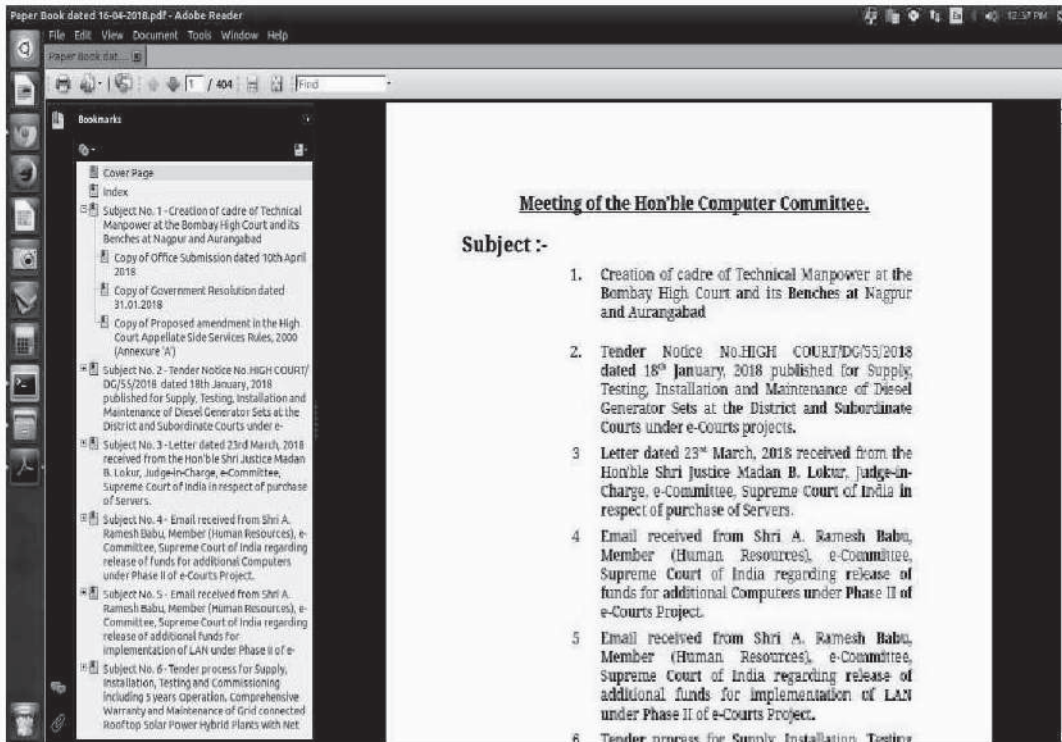 Paper Book dated 16-04-2018.pdf - Adobe Reader
12:37 PM
File Edit View Document Tools Window Help
Paper Book dat...
1 / 404
Find
Bookmarks
Cover Page
Index
Subject No. 1 - Creation of cadre of Technical
Manpower at the Bombay High Court and its
Benches at Nagpur and Aurangabad
Copy of Office Submission dated 10th April
2018
Copy of Government Resolution dated
31.01.2018
Copy of Proposed amendment in the High
Court Appellate Side Services Rules, 2000
(Annexure 'A')
Subject No. 2 - Tender Notice No.HIGH COURT/
DG/55/2018 dated 18th January, 2018
published for Supply, Testing, Installation and
Maintenance of Diesel Generator Sets at the
District and Subordinate Courts under e-
Subject No. 3 - Letter dated 23rd March, 2018
received from the Hon'ble Shri Justice Madan
B. Lokur, Judge-in-Charge, e-Committee,
Supreme Court of India in respect of purchase
of Servers.
Subject No. 4 - Email received from Shri A.
Ramesh Babu, Member (Human Resources), e-
Committee, Supreme Court of India regarding
release of funds for additional Computers
under Phase II of e-Courts Project.
Subject No. 5 - Email received from Shri A.
Ramesh Babu, Member (Human Resources), e-
Committee, Supreme Court of India regarding
release of additional funds for
implementation of LAN under Phase II of e-
Subject No. 6 - Tender process for Supply,
Installation, Testing and Commissioning
including 5 years Operation, Comprehensive
Warranty and Maintenance of Grid connected
Rooftop Solar Power Hybrid Plants with Net
Meeting of the Hon'ble Computer Committee.
Subject :-
1. Creation of cadre of Technical Manpower at the
Bombay High Court and its Benches at Nagpur
and Aurangabad
2. Tender Notice No.HIGH COURT/DG/55/2018
dated 18th January, 2018 published for Supply,
Testing, Installation and Maintenance of Diesel
Generator Sets at the District and Subordinate
Courts under e-Courts projects.
3 Letter dated 23rd March, 2018 received from the
Hon'ble Shri Justice Madan B. Lokur, Judge-in-
Charge, e-Committee, Supreme Court of India in
respect of purchase of Servers.
4 Email received from Shri A. Ramesh Babu,
Member (Human Resources), e-Committee,
Supreme Court of India regarding release of
funds for additional Computers under Phase II of
e-Courts Project.
5 Email received from Shri A. Ramesh Babu,
Member (Human Resources), e-Committee,
Supreme Court of India regarding release of
additional funds for implementation of LAN
under Phase II of e-Courts Project.
6 Tender process for Supply, Installation, Testing